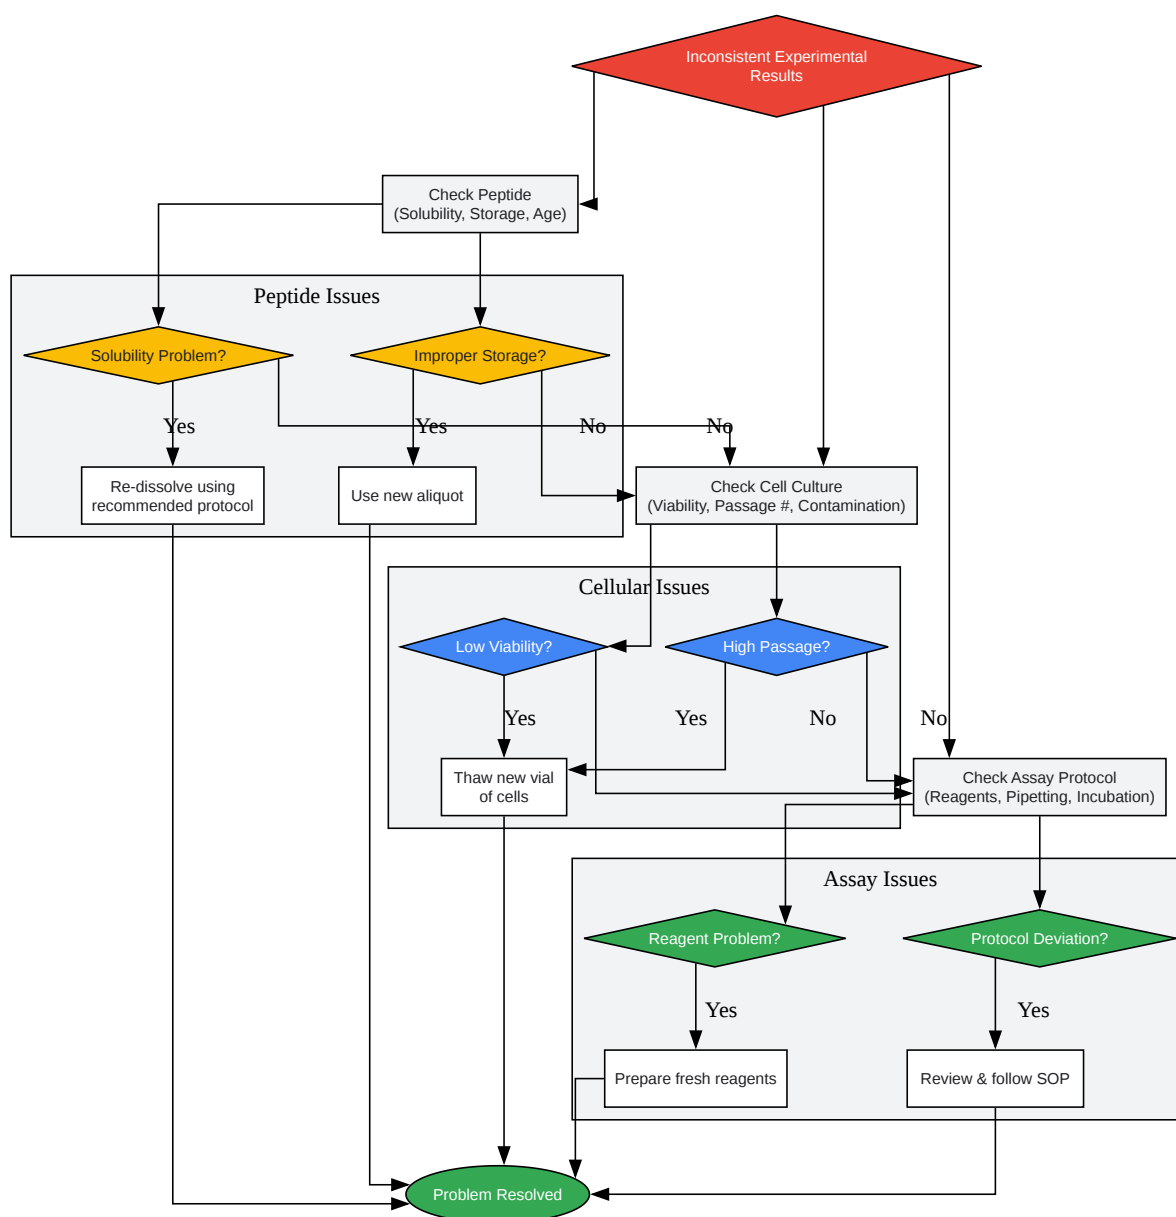 Inconsistent Experimental
Results
Check Peptide
(Solubility, Storage, Age)
Peptide Issues
Solubility Problem?
Improper Storage?
Yes
Yes
No
No
Re-dissolve using
recommended protocol
Use new aliquot
Check Cell Culture
(Viability, Passage #, Contamination)
Cellular Issues
Low Viability?
High Passage?
Yes
Yes
No
No
Thaw new vial
of cells
Check Assay Protocol
(Reagents, Pipetting, Incubation)
Assay Issues
Reagent Problem?
Protocol Deviation?
Yes
Yes
Prepare fresh reagents
Review & follow SOP
Problem Resolved